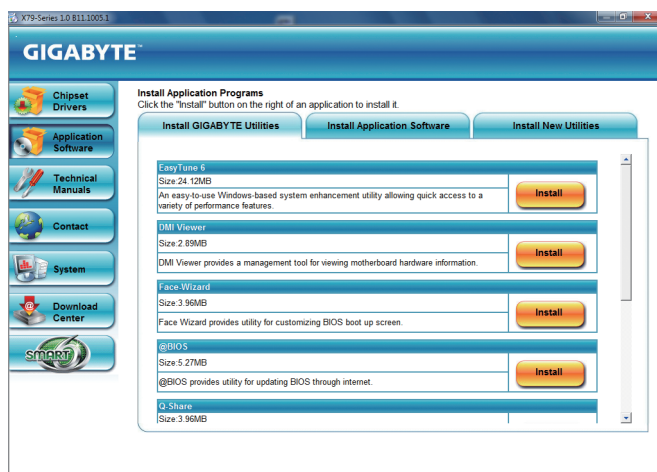 X79-Series 1.0 B11.1005.1
GIGABYTE™
Chipset
Drivers
Application
Software
Technical
Manuals
Contact
System
Download
Center
SMART 6
Install Application Programs
Click the "Install" button on the right of an application to install it.
Install GIGABYTE Utilities
Install Application Software
Install New Utilities
EasyTune 6
Size:24.12MB
An easy-to-use Windows-based system enhancement utility allowing quick access to a
variety of performance features.
Install
DMI Viewer
Size:2.89MB
DMI Viewer provides a management tool for viewing motherboard hardware information.
Install
Face-Wizard
Size:3.96MB
Face Wizard provides utility for customizing BIOS boot up screen.
Install
@BIOS
Size:5.27MB
@BIOS provides utility for updating BIOS through internet.
Install
Q-Share
Size:3.96MB